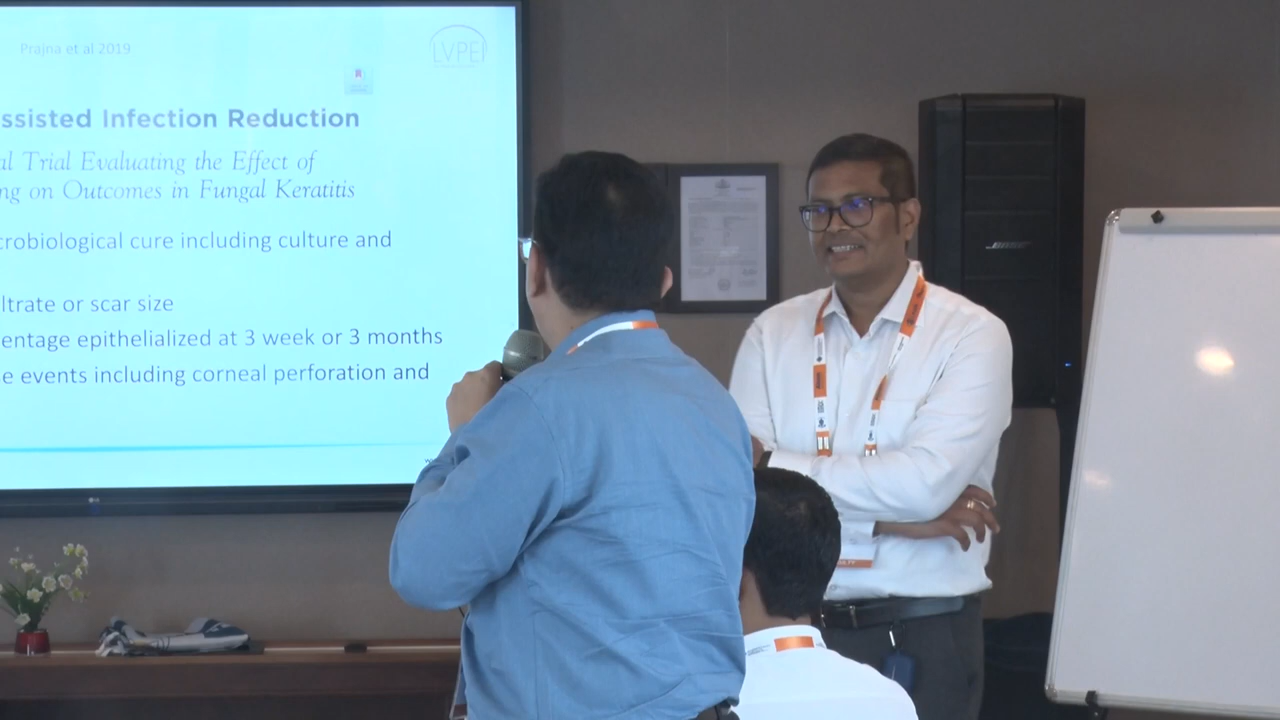 Prajna et al 2019
LVPEI
ssisted Infection Reduction
al Trial Evaluating the Effect of
ng on Outcomes in Fungal Keratitis
crobiological cure including culture and
ltrate or scar size
entage epithelialized at 3 week or 3 months
e events including corneal perforation and
BOSE